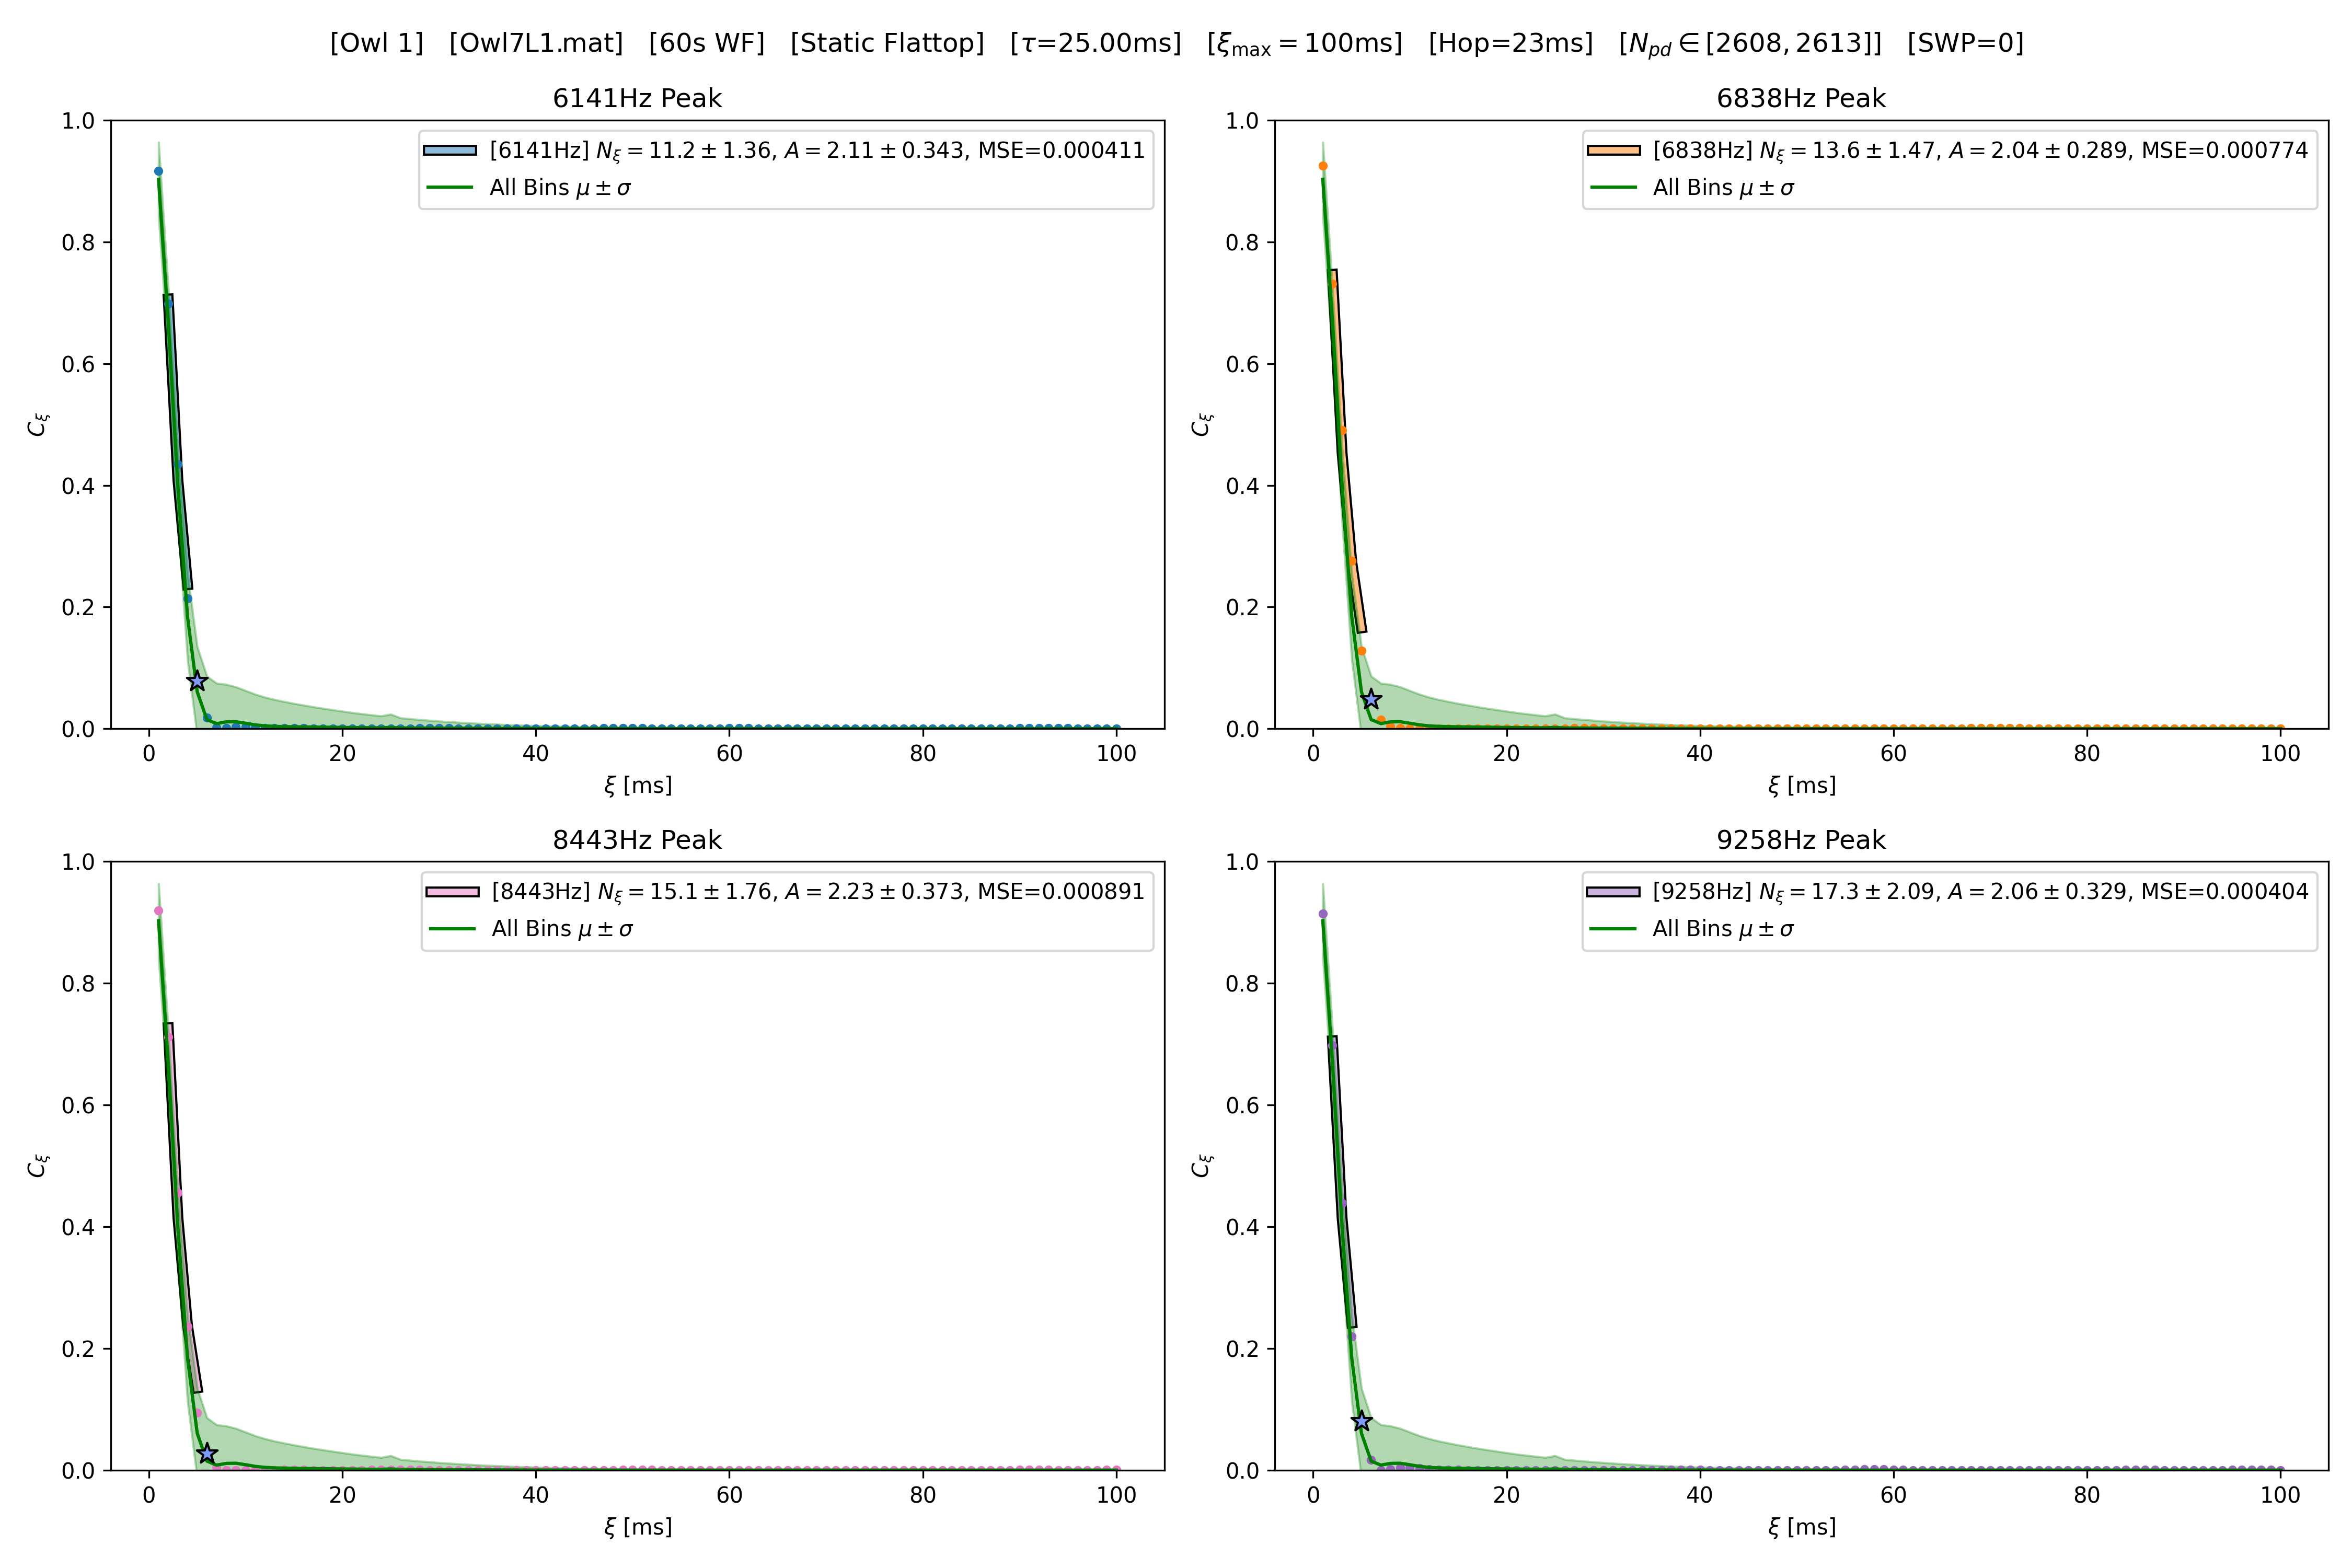 [Owl 1] [Owl7L1.mat] [60s WF] [Static Flattop] [τ=25.00ms] [ξmax = 100ms] [Hop=23ms] [Npd ∈ [2608, 2613]] [SWP=0]
6141Hz Peak
[6141Hz] Nξ = 11.2 ± 1.36, A = 2.11 ± 0.343, MSE=0.000411
All Bins μ ± σ
1.0
0.8
0.6
0.4
0.2
0.0
Cξ
0 20 40 60 80 100
ξ [ms]
6838Hz Peak
[6838Hz] Nξ = 13.6 ± 1.47, A = 2.04 ± 0.289, MSE=0.000774
All Bins μ ± σ
1.0
0.8
0.6
0.4
0.2
0.0
Cξ
0 20 40 60 80 100
ξ [ms]
8443Hz Peak
[8443Hz] Nξ = 15.1 ± 1.76, A = 2.23 ± 0.373, MSE=0.000891
All Bins μ ± σ
1.0
0.8
0.6
0.4
0.2
0.0
Cξ
0 20 40 60 80 100
ξ [ms]
9258Hz Peak
[9258Hz] Nξ = 17.3 ± 2.09, A = 2.06 ± 0.329, MSE=0.000404
All Bins μ ± σ
1.0
0.8
0.6
0.4
0.2
0.0
Cξ
0 20 40 60 80 100
ξ [ms]